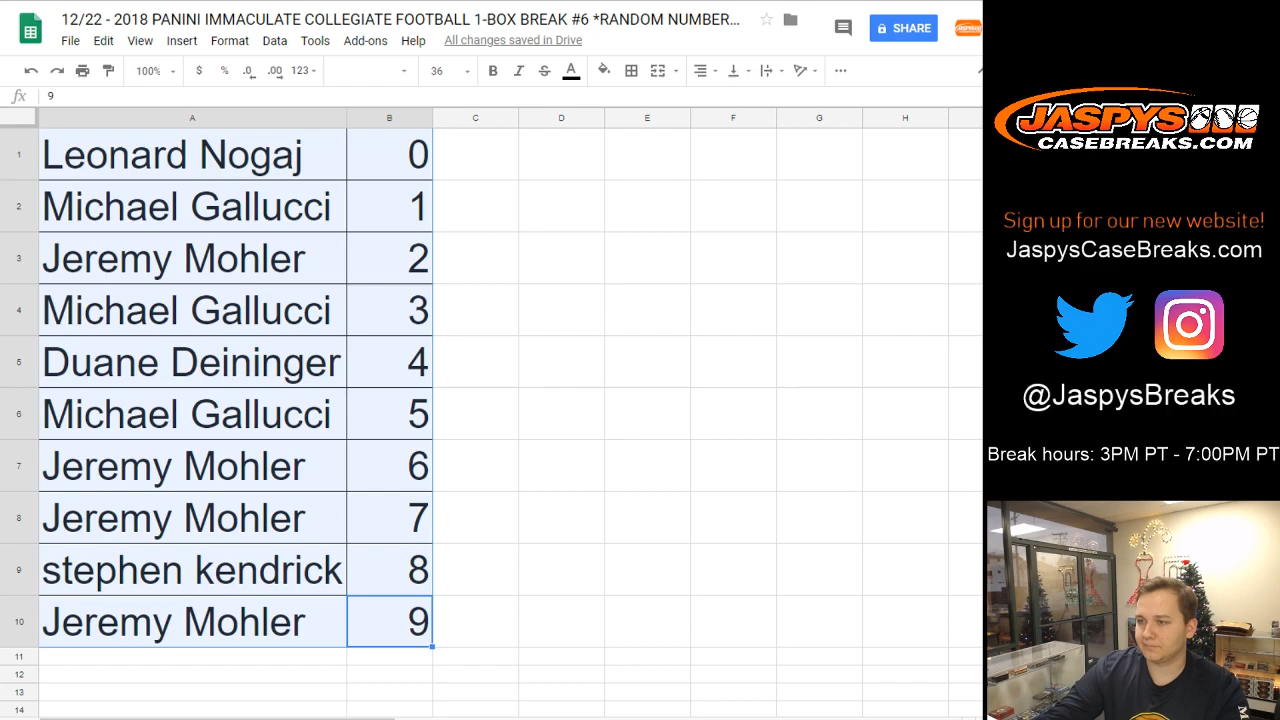 12/22 - 2018 PANINI IMMACULATE COLLEGIATE FOOTBALL 1-BOX BREAK #6 *RANDOM NUMBER...
File Edit View Insert Format Tools Add-ons Help All changes saved in Drive
SHARE
100% $ % .0 .00 123 36 B I S A
fx 9
A B C D E F G H
1 Leonard Nogaj 0
2 Michael Gallucci 1
3 Jeremy Mohler 2
4 Michael Gallucci 3
5 Duane Deininger 4
6 Michael Gallucci 5
7 Jeremy Mohler 6
8 Jeremy Mohler 7
9 stephen kendrick 8
10 Jeremy Mohler 9
11
12
13
14
JASPYS
CASEBREAKS.COM
Sign up for our new website!
JaspysCaseBreaks.com
@JaspysBreaks
Break hours: 3PM PT - 7:00PM PT